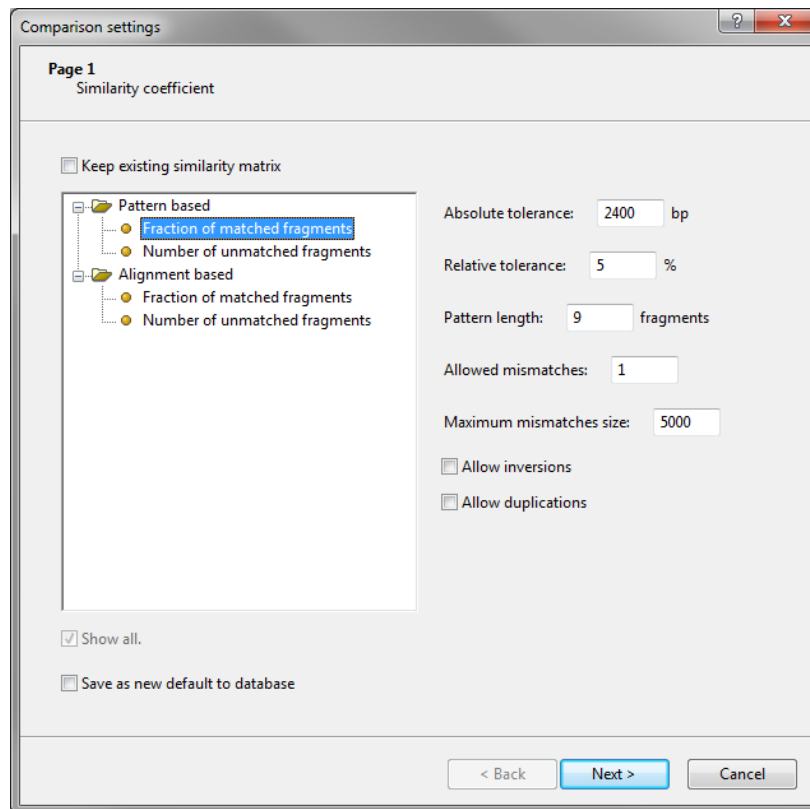 Comparison settings
Page 1
Similarity coefficient
Keep existing similarity matrix
Pattern based
Fraction of matched fragments
Number of unmatched fragments
Alignment based
Fraction of matched fragments
Number of unmatched fragments
Absolute tolerance: 2400 bp
Relative tolerance: 5 %
Pattern length: 9 fragments
Allowed mismatches: 1
Maximum mismatches size: 5000
Allow inversions
Allow duplications
Show all.
Save as new default to database
< Back Next > Cancel